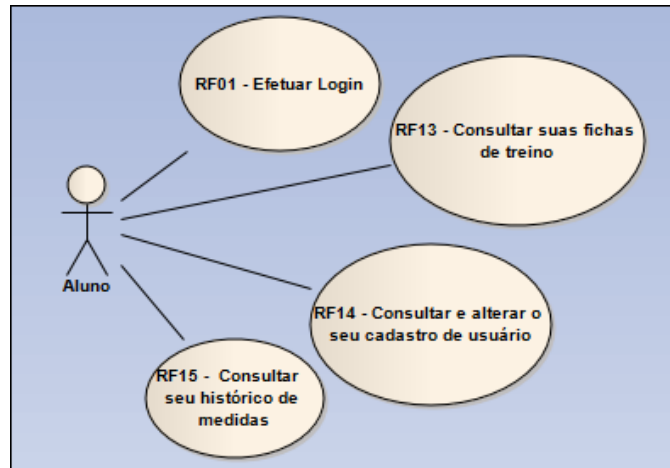 RF01 - Efetuar Login
RF13 - Consultar suas fichas
de treino
Aluno
RF14 - Consultar e alterar o
seu cadastro de usuário
RF15 - Consultar
seu histórico de
medidas